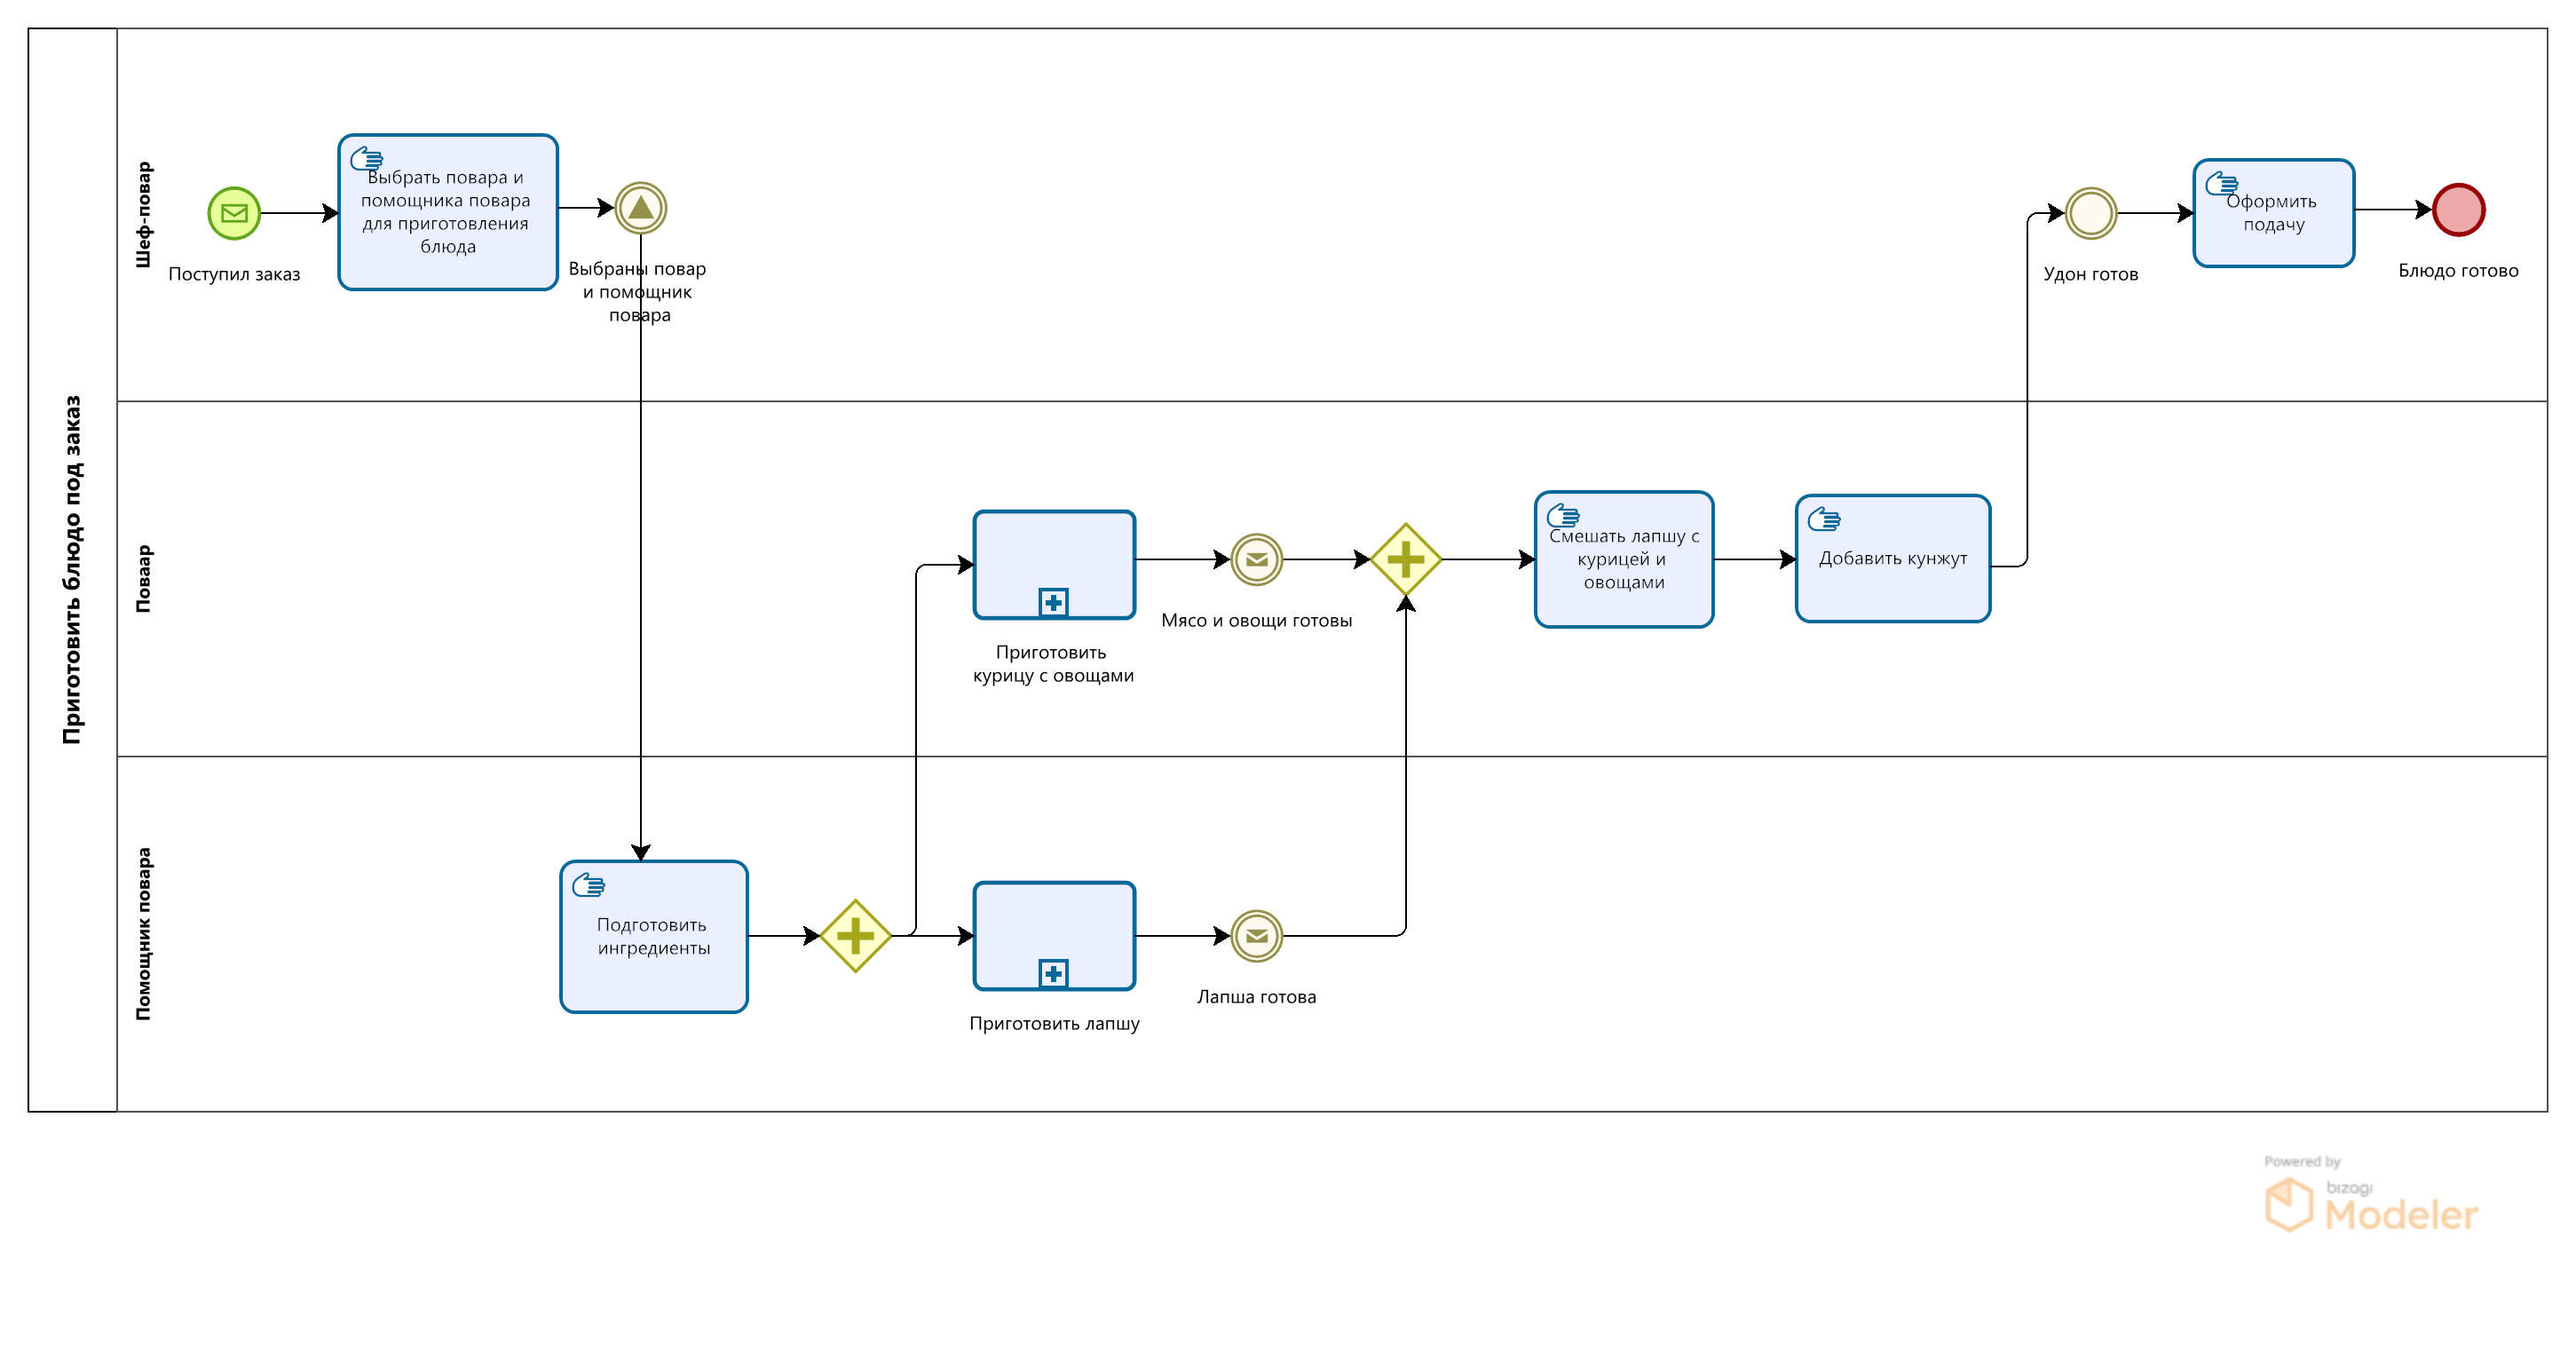 Приготовить блюдо под заказ
Шеф-повар
Поступил заказ
Выбрать повара и
помощника повара
для приготовления
блюда
Выбраны повар
и помощник
повара
Удон готов
Оформить
подачу
Блюдо готово
Поваар
Приготовить
курицу с овощами
Мясо и овощи готовы
Смешать лапшу с
курицей и
овощами
Добавить кунжут
Помощник повара
Подготовить
ингредиенты
Приготовить лапшу
Лапша готова
Powered by
bizagi
Modeler